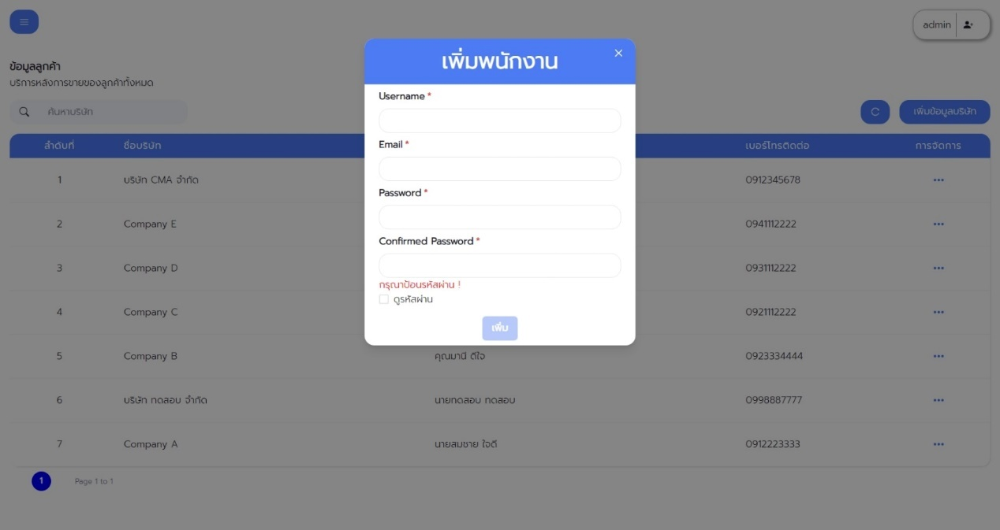 admin
เพิ่มพนักงาน
ข้อมูลลูกค้า
บริการหลังการขายของลูกค้าทั้งหมด
Username *
ค้นหาบริษัท
เพิ่มข้อมูลบริษัท
Email *
ลำดับที่ ชื่อบริษัท เบอร์โทรติดต่อ การจัดการ
1 บริษัท CMA จำกัด 0912345678
Password *
2 Company E 0941112222
Confirmed Password *
3 Company D 0931112222
กรุณาป้อนรหัสผ่าน !
ดูรหัสผ่าน
4 Company C 0921112222
เพิ่ม
5 Company B คุณมานี ดีใจ 0923334444
6 บริษัท ทดสอบ จำกัด นายทดสอบ ทดสอบ 0998887777
7 Company A นายสมชาย ใจดี 0912223333
1 Page 1 to 1